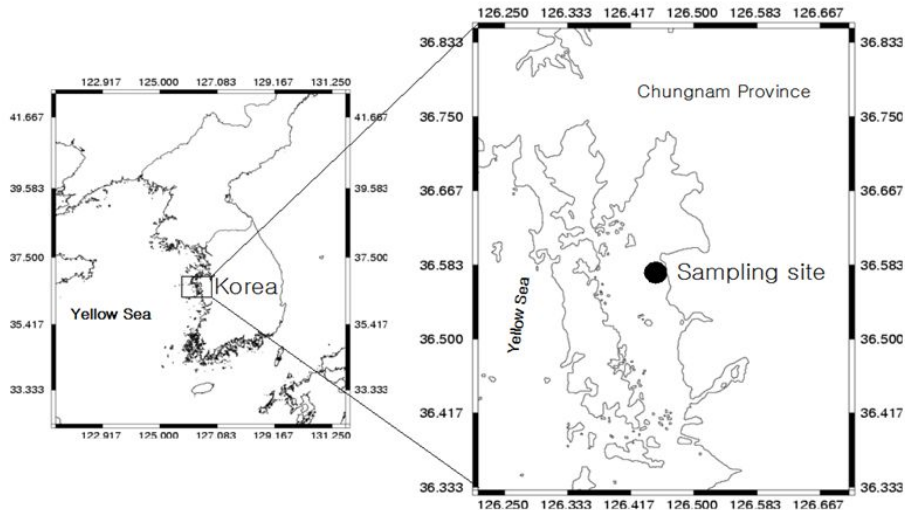 122.917 125.000 127.083 129.167 131.250
41.667 41.667
39.583 39.583
37.500 37.500
35.417 35.417
33.333 33.333
Korea
Yellow Sea
122.917 125.000 127.083 129.167 131.250
126.250 126.333 126.417 126.500 126.583 126.667
36.833 36.833
36.750 36.750
36.667 36.667
36.583 36.583
36.500 36.500
36.417 36.417
36.333 36.333
Chungnam Province
Sampling site
Yellow Sea
126.250 126.333 126.417 126.500 126.583 126.667